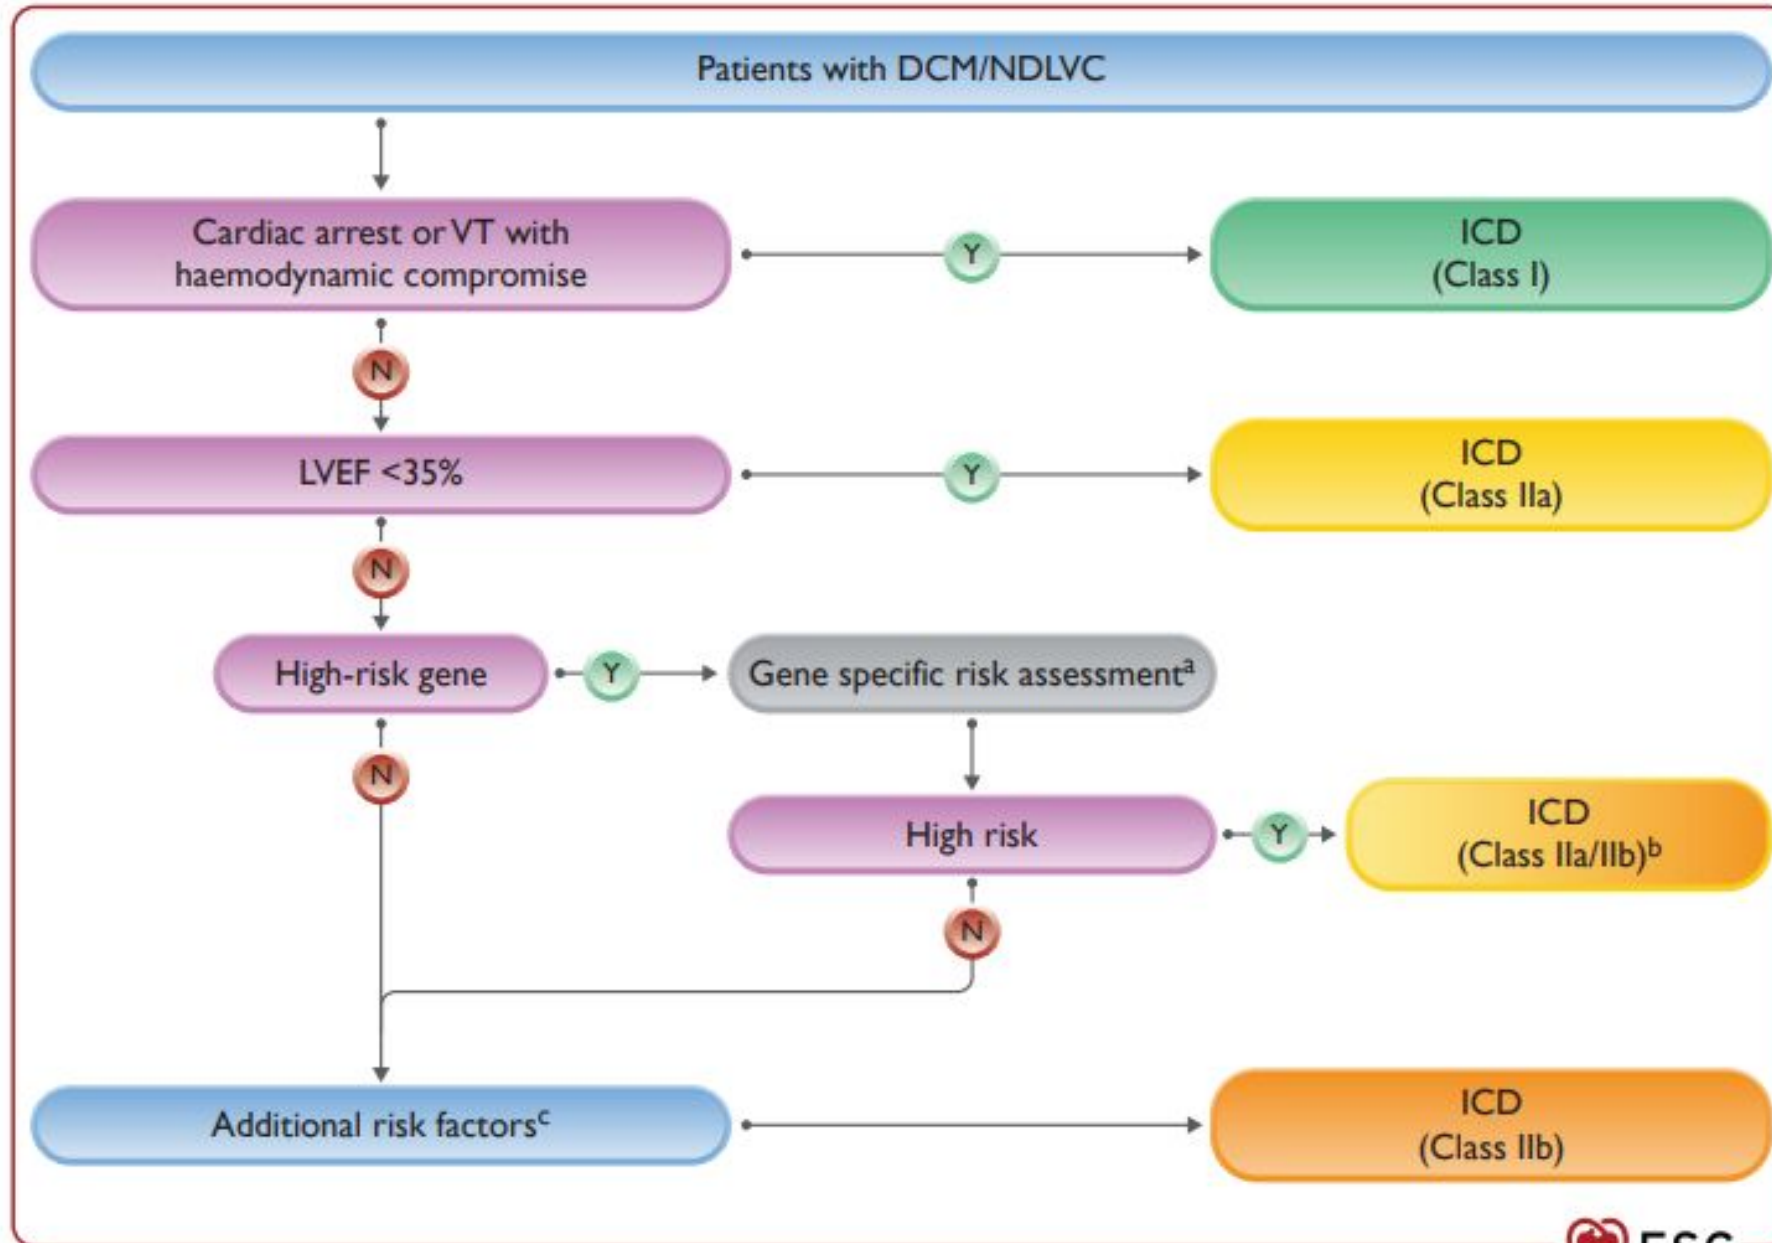 Patients with DCM/NDLVC
Cardiac arrest or VT with
haemodynamic compromise
Y
ICD
(Class I)
N
LVEF <35%
Y
ICD
(Class IIa)
N
High-risk gene
Y
Gene specific risk assessmentᵃ
N
High risk
Y
ICD
(Class IIa/IIb)ᵇ
N
Additional risk factorsᶜ
ICD
(Class IIb)
ESC